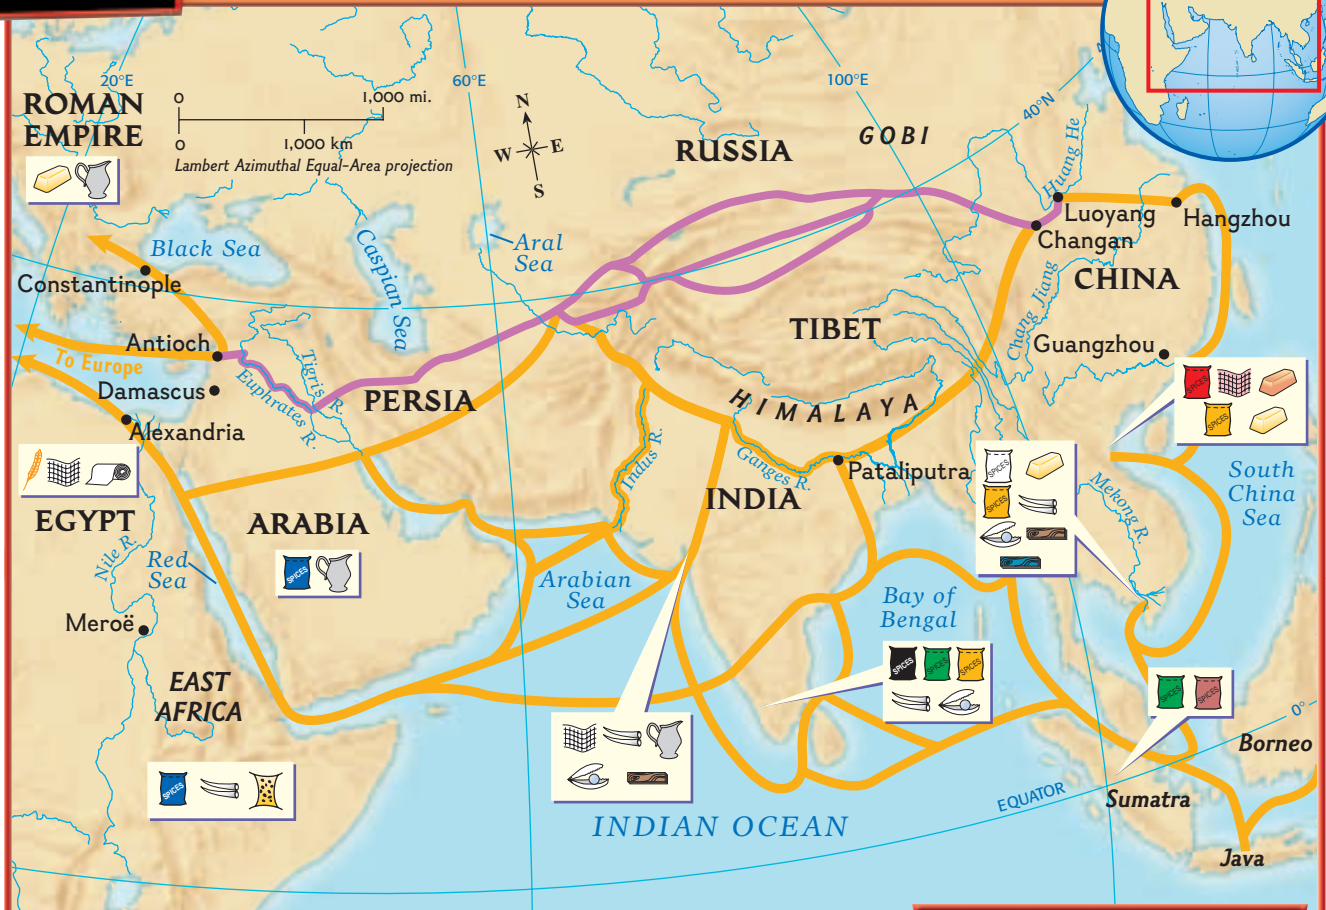 20°E
60°E
100°E
40°N
ROMAN
EMPIRE
0
1,000 mi.
0
1,000 km
Lambert Azimuthal Equal-Area projection
N
W
E
S
RUSSIA
GOBI
Huang He
Luoyang
Hangzhou
Changan
Black Sea
Aral
Sea
Caspian Sea
Constantinople
CHINA
Chang Jiang
TIBET
Guangzhou
Antioch
To Europe
Tigris R.
Damascus
Euphrates R.
PERSIA
HIMALAYA
Alexandria
SPICES
SPICES
Indus R.
Ganges R.
Pataliputra
SPICES
SPICES
South
China
Sea
Mekong R.
INDIA
EGYPT
ARABIA
Nile R.
Red
Sea
SPICES
Arabian
Sea
Bay of
Bengal
Meroë
SPICES
SPICES
SPICES
EAST
AFRICA
SPICES
SPICES
0°
Borneo
SPICES
EQUATOR
Sumatra
INDIAN OCEAN
Java